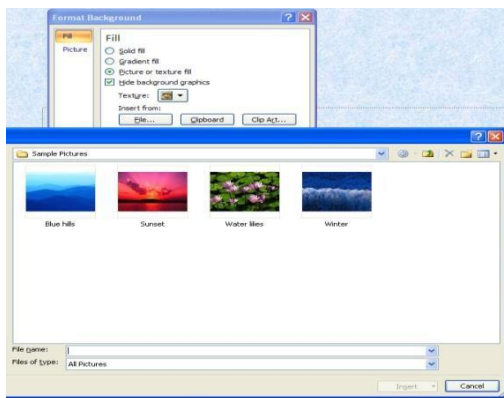 Format Background
Fill
Picture
Fill
Solid fill
Gradient fill
Picture or texture fill
Hide background graphics
Texture:
Insert from:
File...
Clipboard
Clip Art...
Sample Pictures
Blue hills
Sunset
Water lilies
Winter
File name:
Files of type:
All Pictures
Insert
Cancel